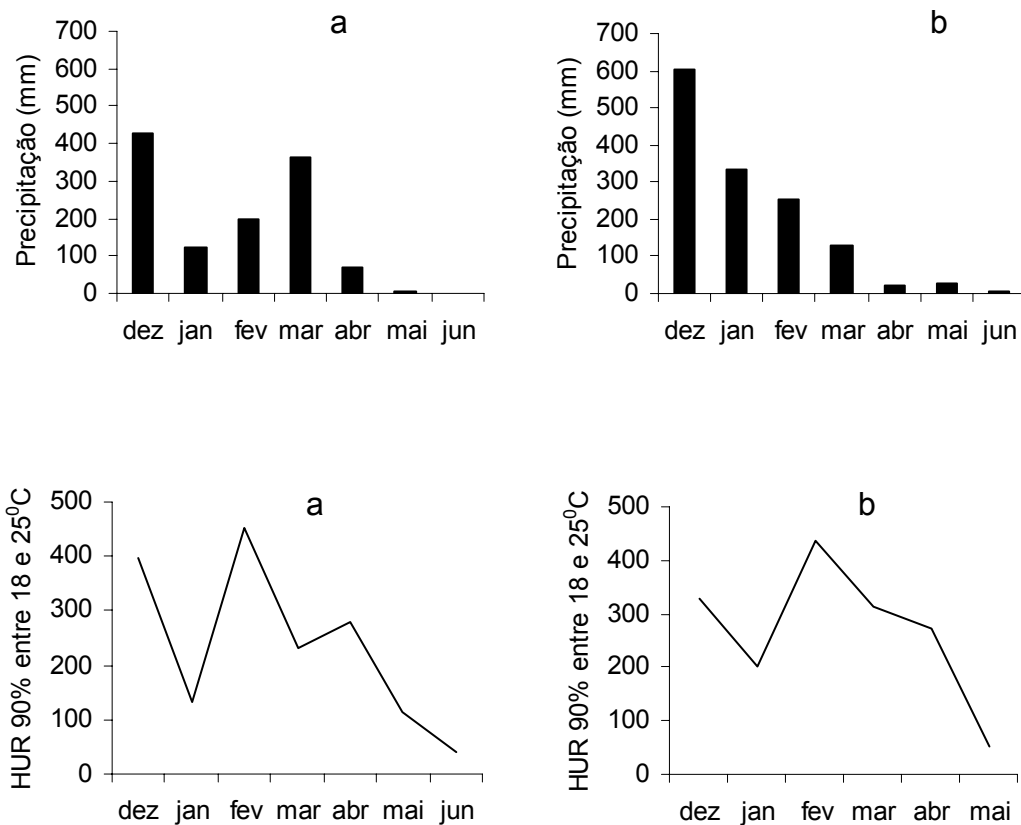 a
Precipitação (mm)
700
600
500
400
300
200
100
0
dez jan fev mar abr mai jun
b
Precipitação (mm)
700
600
500
400
300
200
100
0
dez jan fev mar abr mai jun
a
HUR 90% entre 18 e 25⁰C
500
400
300
200
100
0
dez jan fev mar abr mai jun
b
HUR 90% entre 18 e 25⁰C
500
400
300
200
100
0
dez jan fev mar abr mai